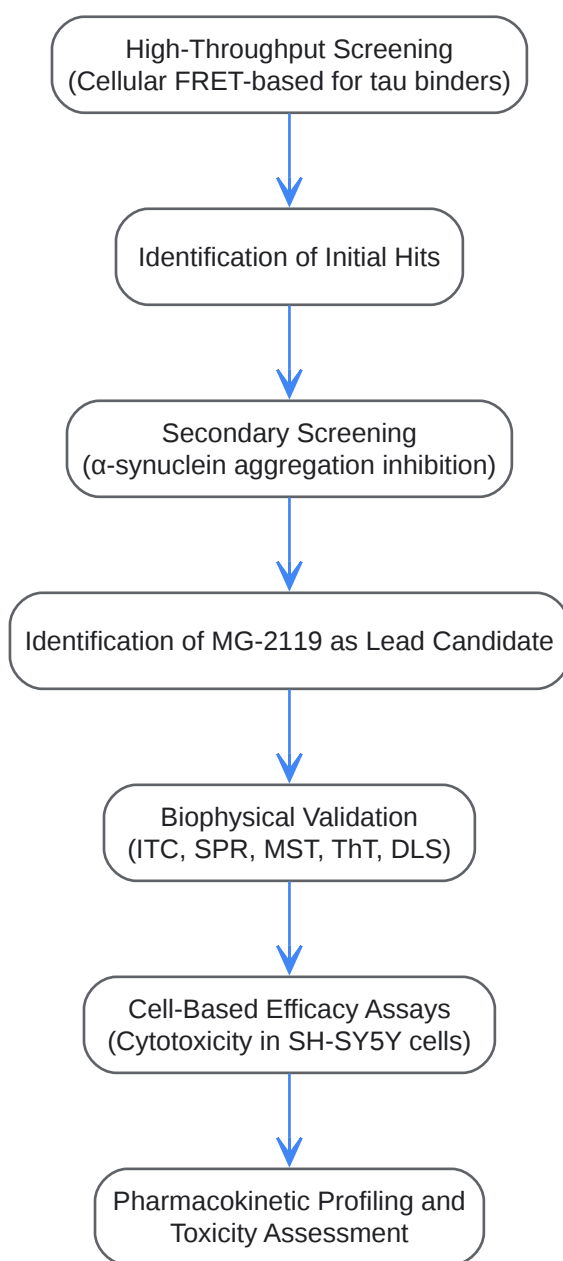 High-Throughput Screening
(Cellular FRET-based for tau binders)
Identification of Initial Hits
Secondary Screening
(α-synuclein aggregation inhibition)
Identification of MG-2119 as Lead Candidate
Biophysical Validation
(ITC, SPR, MST, ThT, DLS)
Cell-Based Efficacy Assays
(Cytotoxicity in SH-SY5Y cells)
Pharmacokinetic Profiling and
Toxicity Assessment